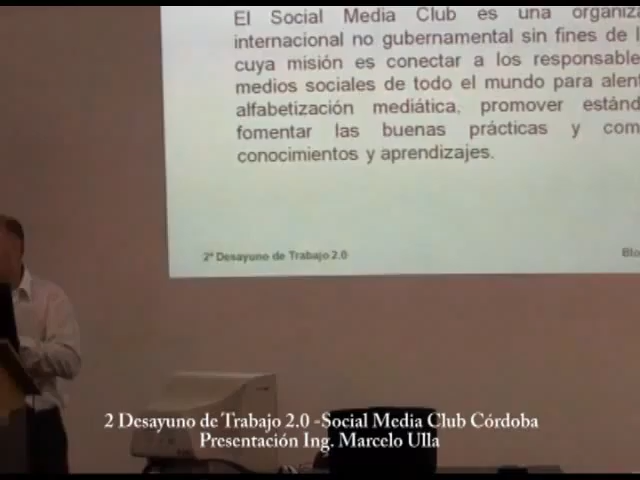 El Social Media Club es una organiza
internacional no gubernamental sin fines de l
cuya misión es conectar a los responsable
medios sociales de todo el mundo para alent
alfabetización mediática, promover estánd
fomentar las buenas prácticas y com
conocimientos y aprendizajes.
2º Desayuno de Trabajo 2.0
Blo
2 Desayuno de Trabajo 2.0 -Social Media Club Córdoba
Presentación Ing. Marcelo Ulla